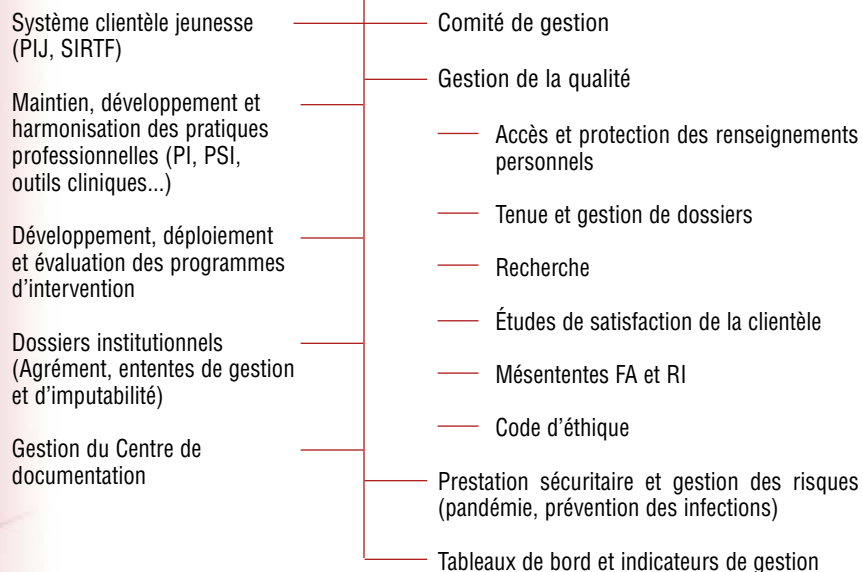 Système clientèle jeunesse
(PIJ, SIRTF)
Maintien, développement et
harmonisation des pratiques
professionnelles (PI, PSI,
outils cliniques...)
Développement, déploiement
et évaluation des programmes
d'intervention
Dossiers institutionnels
(Agrément, ententes de gestion
et d'imputabilité)
Gestion du Centre de
documentation
Comité de gestion
Gestion de la qualité
Accès et protection des renseignements
personnels
Tenue et gestion de dossiers
Recherche
Études de satisfaction de la clientèle
Mésententes FA et RI
Code d'éthique
Prestation sécuritaire et gestion des risques
(pandémie, prévention des infections)
Tableaux de bord et indicateurs de gestion